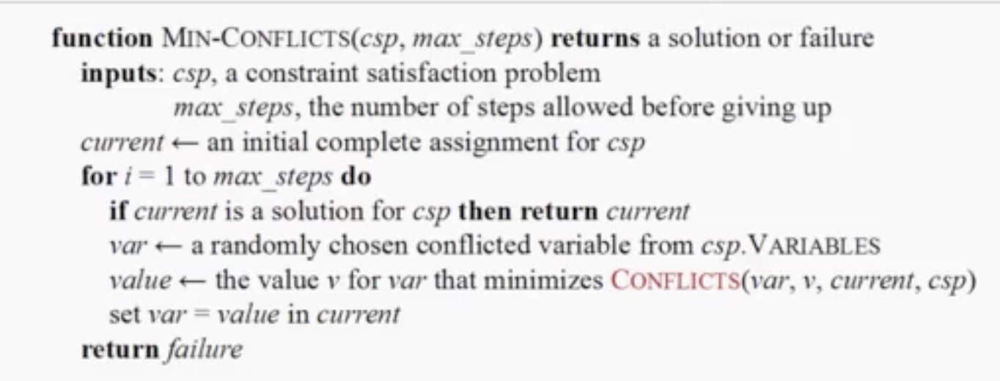 function MIN-CONFLICTS(csp, max_steps) returns a solution or failure
inputs: csp, a constraint satisfaction problem
max_steps, the number of steps allowed before giving up
current ← an initial complete assignment for csp
for i = 1 to max_steps do
if current is a solution for csp then return current
var ← a randomly chosen conflicted variable from csp.VARIABLES
value ← the value v for var that minimizes CONFLICTS(var, v, current, csp)
set var = value in current
return failure